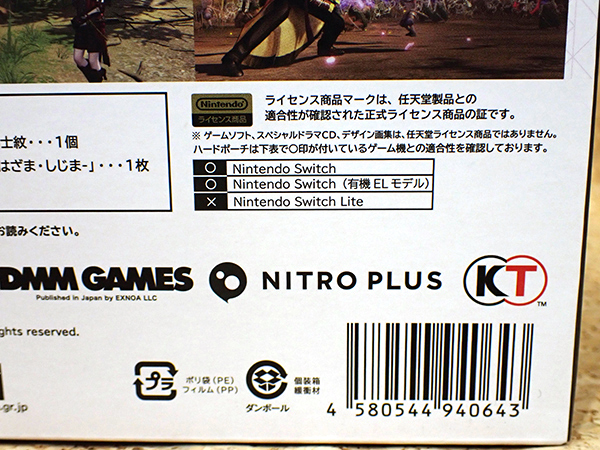 Nintendo
ライセンス商品
ライセンス商品マークは、任天堂製品との
適合性が確認された正式ライセンス商品の証です。
※ ゲームソフト、スペシャルドラマCD、デザイン画集は、任天堂ライセンス商品ではありません。
ハードポーチは下表で〇印が付いているゲーム機との適合性を確認しております。
士紋・・・1個
はざま・しじま-」・・・1枚
〇 Nintendo Switch
〇 Nintendo Switch（有機ELモデル）
× Nintendo Switch Lite
お読みください。
DMM GAMES
Published in Japan by EXNOA LLC
NITRO PLUS
KT
TM
ghts reserved.
-gr.jp
プラ
ポリ袋（PE）
フィルム（PP）
ダンボール
個装箱
緩衝材
4 580544 940643